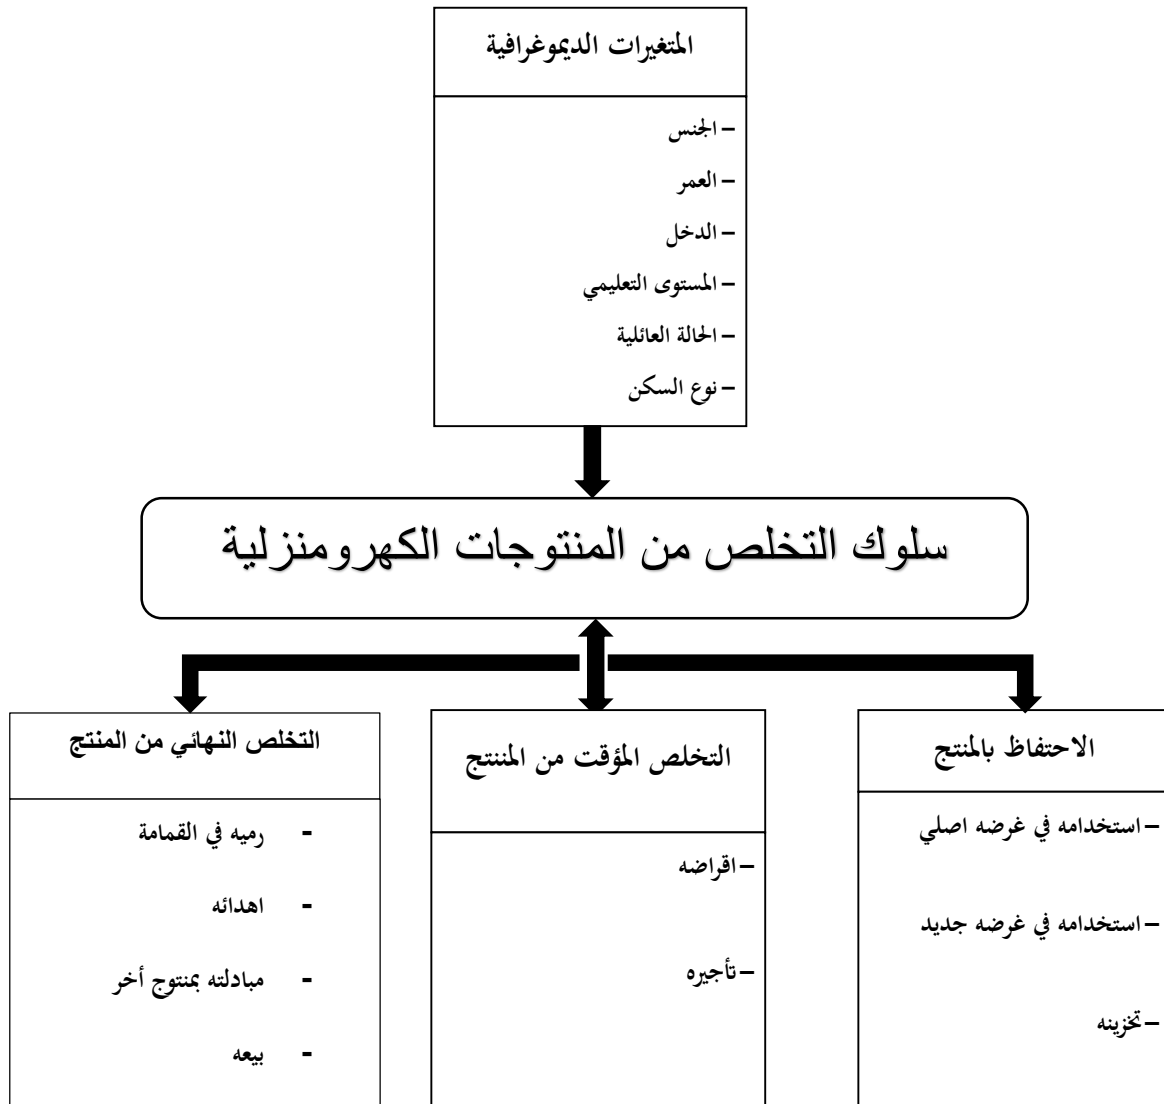 المتغيرات الديموغرافية
– الجنس
– العمر
– الدخل
– المستوى التعليمي
– الحالة العائلية
– نوع السكن
سلوك التخلص من المنتوجات الكهرومنزلية
الاحتفاظ بالمنتج
– استخدامه في غرضه اصلي
– استخدامه في غرضه جديد
– تخزينه
التخلص المؤقت من المننتج
– اقراضه
– تأجيره
التخلص النهائي من المنتج
- رميه في القمامة
- اهدائه
- مبادلته بمنتوج أخر
- بيعه